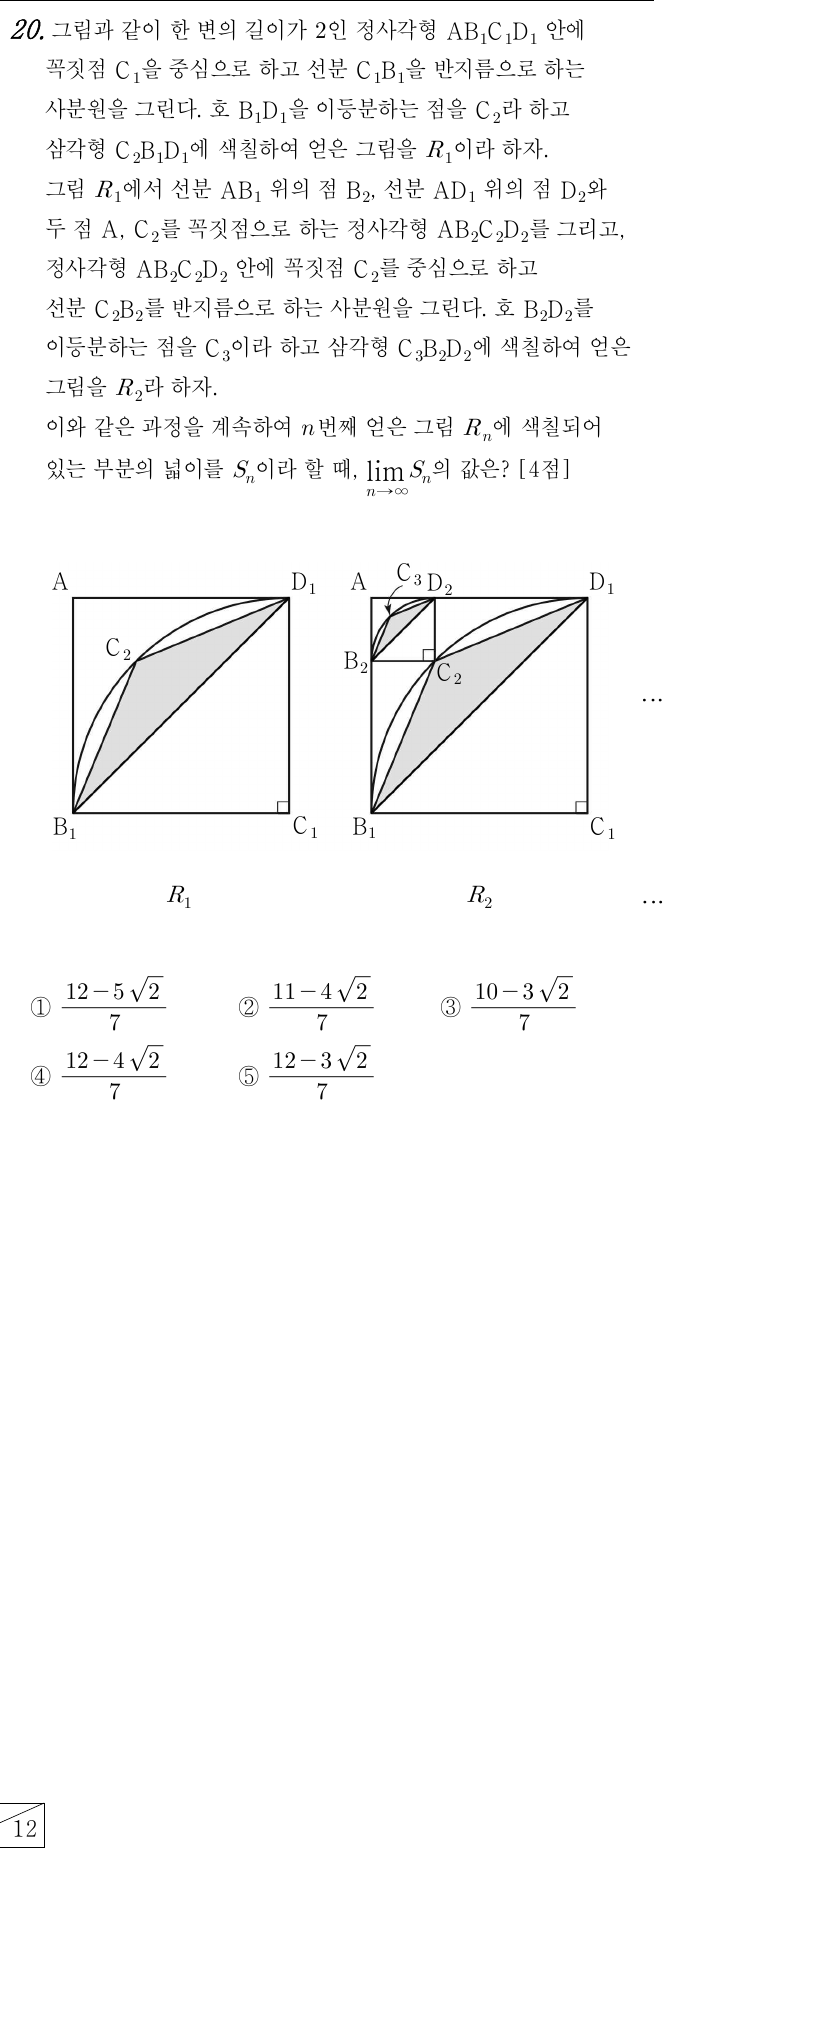 20. 그림과 같이 한 변의 길이가 2인 정사각형 AB₁C₁D₁ 안에
꼭짓점 C₁을 중심으로 하고 선분 C₁B₁을 반지름으로 하는
사분원을 그린다. 호 B₁D₁을 이등분하는 점을 C₂라 하고
삼각형 C₂B₁D₁에 색칠하여 얻은 그림을 R₁이라 하자.
그림 R₁에서 선분 AB₁ 위의 점 B₂, 선분 AD₁ 위의 점 D₂와
두 점 A, C₂를 꼭짓점으로 하는 정사각형 AB₂C₂D₂를 그리고,
정사각형 AB₂C₂D₂ 안에 꼭짓점 C₂를 중심으로 하고
선분 C₂B₂를 반지름으로 하는 사분원을 그린다. 호 B₂D₂를
이등분하는 점을 C₃이라 하고 삼각형 C₃B₂D₂에 색칠하여 얻은
그림을 R₂라 하자.
이와 같은 과정을 계속하여 n번째 얻은 그림 Rₙ에 색칠되어
있는 부분의 넓이를 Sₙ이라 할 때, lim n→∞ Sₙ의 값은? [4점]
A D₁ C₂ B₁ C₁
A C₃ D₂ D₁ B₂ C₂ B₁ C₁ …
R₁ R₂ …
① (12−5√2)/7 ② (11−4√2)/7 ③ (10−3√2)/7
④ (12−4√2)/7 ⑤ (12−3√2)/7
12